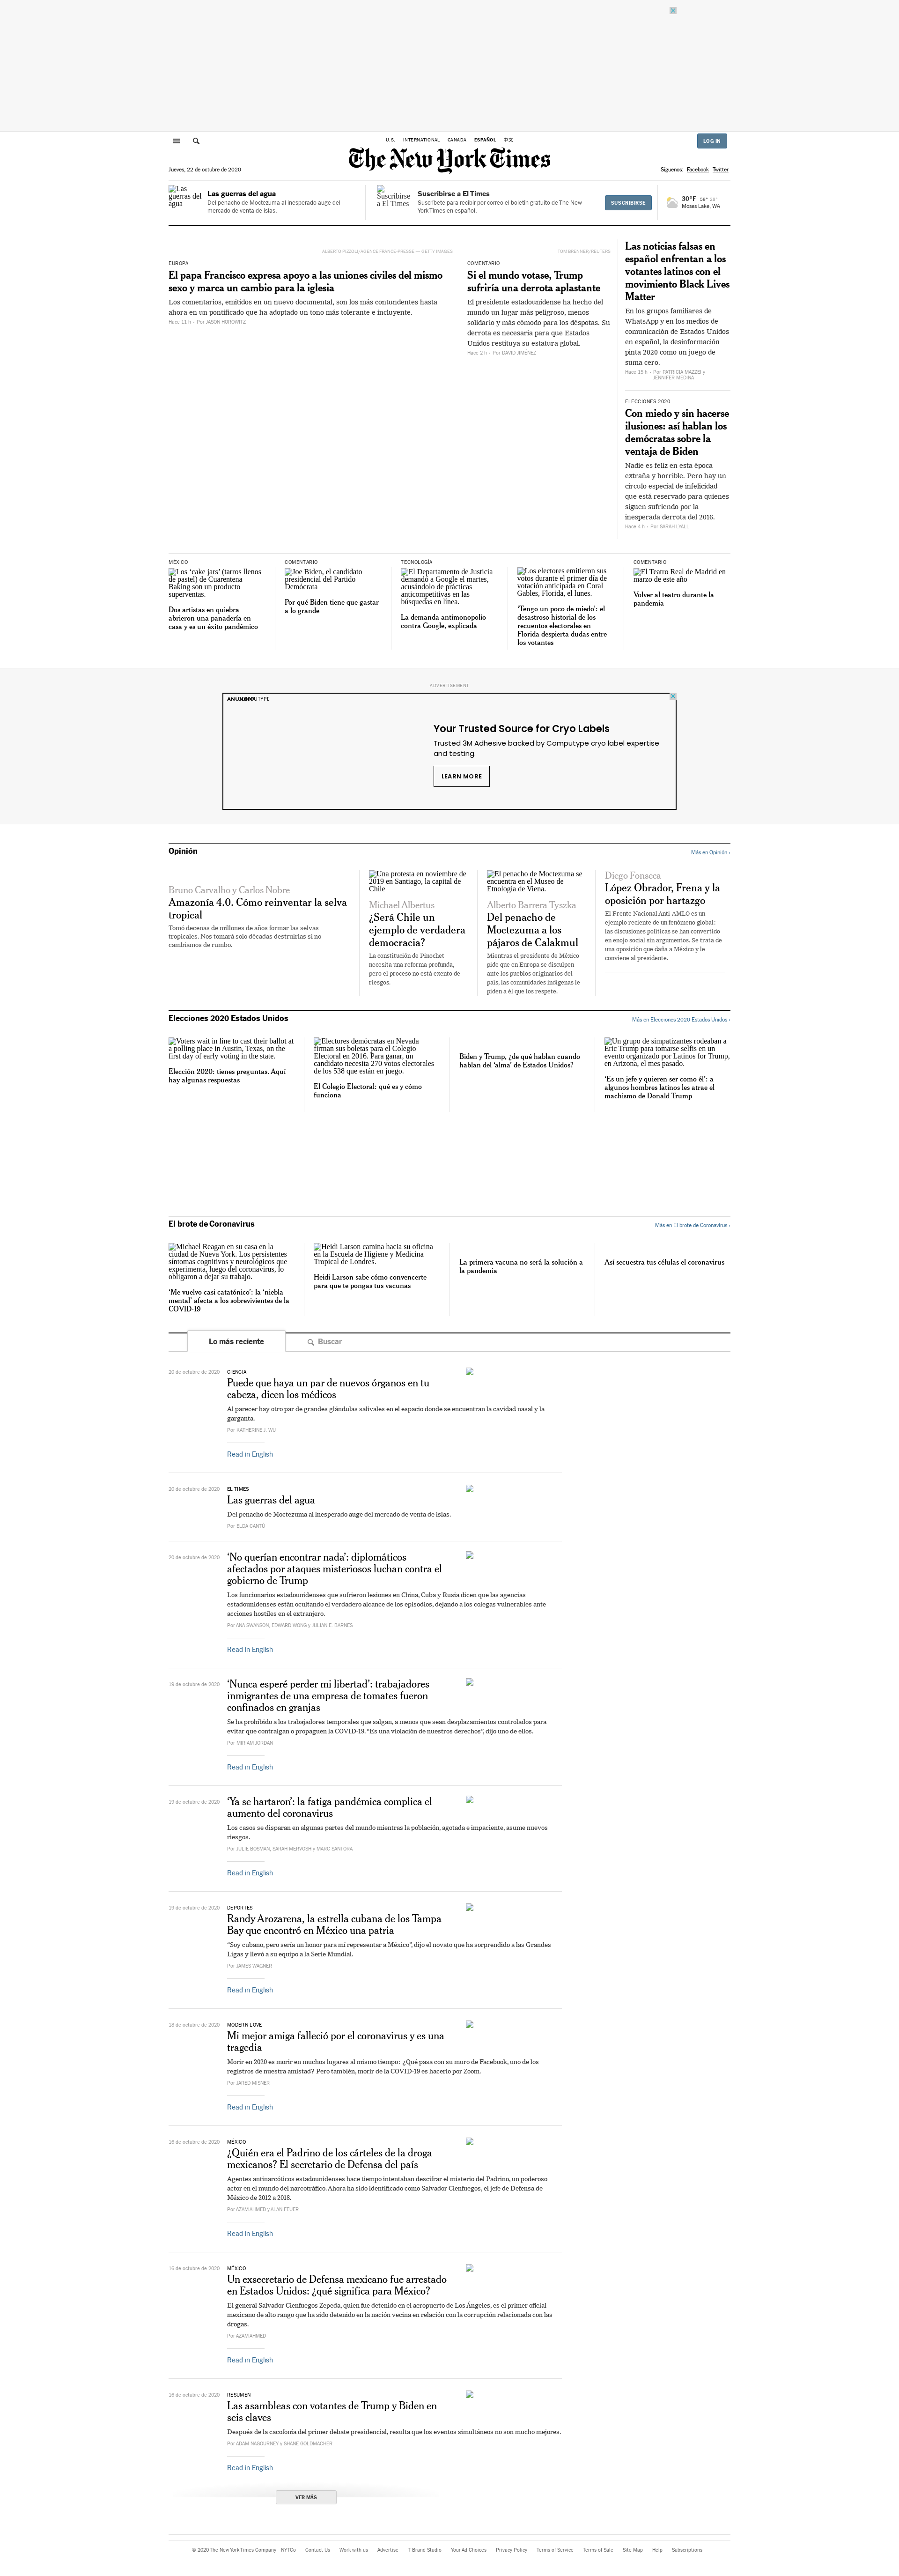 U.S. INTERNATIONAL CANADA ESPAÑOL 中文
LOG IN
The New York Times
Jueves, 22 de octubre de 2020
Síguenos: Facebook Twitter
Las guerras del agua
Las guerras del agua
Del penacho de Moctezuma al inesperado auge del mercado de venta de islas.
Suscribirse a El Times
Suscribirse a El Times
Suscríbete para recibir por correo el boletín gratuito de The New York Times en español.
SUSCRIBIRSE
30°F
Moses Lake, WA
ALBERTO PIZZOLI/AGENCE FRANCE-PRESSE — GETTY IMAGES
EUROPA
El papa Francisco expresa apoyo a las uniones civiles del mismo
sexo y marca un cambio para la iglesia
Los comentarios, emitidos en un nuevo documental, son los más contundentes hasta
ahora en un pontificado que ha adoptado un tono más tolerante e incluyente.
Hace 11 h · Por JASON HOROWITZ
TOM BRENNER/REUTERS
COMENTARIO
Si el mundo votase, Trump
sufriría una derrota aplastante
El presidente estadounidense ha hecho del
mundo un lugar más peligroso, menos
solidario y más cómodo para los déspotas. Su
derrota es necesaria para que Estados
Unidos restituya su estatura global.
Hace 2 h · Por DAVID JIMÉNEZ
Las noticias falsas en
español enfrentan a los
votantes latinos con el
movimiento Black Lives
Matter
En los grupos familiares de
WhatsApp y en los medios de
comunicación de Estados Unidos
en español, la desinformación
pinta 2020 como un juego de
suma cero.
Hace 15 h · Por PATRICIA MAZZEI y
JENNIFER MEDINA
ELECCIONES 2020
Con miedo y sin hacerse
ilusiones: así hablan los
demócratas sobre la
ventaja de Biden
Nadie es feliz en esta época
extraña y horrible. Pero hay un
círculo especial de infelicidad
que está reservado para quienes
siguen sufriendo por la
inesperada derrota del 2016.
Hace 4 h · Por SARAH LYALL
MÉXICO
Los 'cake jars' (tarros llenos
de pastel) de Cuarentena
Baking son un producto
superventas.
Dos artistas en quiebra
abrieron una panadería en
casa y es un éxito pandémico
COMENTARIO
Joe Biden, el candidato
presidencial del Partido
Demócrata
Por qué Biden tiene que gastar
a lo grande
TECNOLOGÍA
El Departamento de Justicia
demandó a Google el martes,
acusándolo de prácticas
anticompetitivas en las
búsquedas en línea.
La demanda antimonopolio
contra Google, explicada
Los electores emitieron sus
votos durante el primer día de
votación anticipada en Coral
Gables, Florida, el lunes.
'Tengo un poco de miedo': el
desastroso historial de los
recuentos electorales en
Florida despierta dudas entre
los votantes
COMENTARIO
El Teatro Real de Madrid en
marzo de este año
Volver al teatro durante la
pandemia
ADVERTISEMENT
Your Trusted Source for Cryo Labels
Trusted 3M Adhesive backed by Computype cryo label expertise
and testing.
LEARN MORE
Opinión
Más en Opinión ›
Bruno Carvalho y Carlos Nobre
Amazonía 4.0. Cómo reinventar la selva
tropical
Tomó decenas de millones de años formar las selvas
tropicales. Nos tomará solo décadas destruirlas si no
cambiamos de rumbo.
Una protesta en noviembre de
2019 en Santiago, la capital de
Chile
Michael Albertus
¿Será Chile un
ejemplo de verdadera
democracia?
La constitución de Pinochet
necesita una reforma profunda,
pero el proceso no está exento de
riesgos.
El penacho de Moctezuma se
encuentra en el Museo de
Etnología de Viena.
Alberto Barrera Tyszka
Del penacho de
Moctezuma a los
pájaros de Calakmul
Mientras el presidente de México
pide que en Europa se disculpen
ante los pueblos originarios del
país, las comunidades indígenas le
piden a él que los respete.
Diego Fonseca
López Obrador, Frena y la
oposición por hartazgo
El Frente Nacional Anti-AMLO es un
ejemplo reciente de un fenómeno global:
las discusiones políticas se han convertido
en enojo social sin argumentos. Se trata de
una oposición que daña a México y le
conviene al presidente.
Elecciones 2020 Estados Unidos
Más en Elecciones 2020 Estados Unidos ›
Voters wait in line to cast their ballot at
a polling place in Austin, Texas, on the
first day of early voting in the state.
Elección 2020: tienes preguntas. Aquí
hay algunas respuestas
Electores demócratas en Nevada
firman sus boletas para el Colegio
Electoral en 2016. Para ganar, un
candidato necesita 270 votos electorales
de los 538 que están en juego.
El Colegio Electoral: qué es y cómo
funciona
Biden y Trump, ¿de qué hablan cuando
hablan del 'alma' de Estados Unidos?
Un grupo de simpatizantes rodeaban a
Eric Trump para tomarse selfis en un
evento organizado por Latinos for Trump,
en Arizona, el mes pasado.
'Es un jefe y quieren ser como él': a
algunos hombres latinos les atrae el
machismo de Donald Trump
El brote de Coronavirus
Más en El brote de Coronavirus ›
Michael Reagan en su casa en la
ciudad de Nueva York. Los persistentes
síntomas cognitivos y neurológicos que
experimenta, luego del coronavirus, lo
obligaron a dejar su trabajo.
'Me vuelvo casi catatónico': la 'niebla
mental' afecta a los sobrevivientes de la
COVID-19
Heidi Larson camina hacia su oficina
en la Escuela de Higiene y Medicina
Tropical de Londres.
Heidi Larson sabe cómo convencerte
para que te pongas tus vacunas
La primera vacuna no será la solución a
la pandemia
Así secuestra tus células el coronavirus
Lo más reciente
Buscar
20 de octubre de 2020
CIENCIA
Puede que haya un par de nuevos órganos en tu
cabeza, dicen los médicos
Al parecer hay otro par de grandes glándulas salivales en el espacio donde se encuentran la cavidad nasal y la
garganta.
Por KATHERINE J. WU
Read in English
20 de octubre de 2020
EL TIMES
Las guerras del agua
Del penacho de Moctezuma al inesperado auge del mercado de venta de islas.
Por ELDA CANTÚ
20 de octubre de 2020
'No querían encontrar nada': diplomáticos
afectados por ataques misteriosos luchan contra el
gobierno de Trump
Los funcionarios estadounidenses que sufrieron lesiones en China, Cuba y Rusia dicen que las agencias
estadounidenses están ocultando el verdadero alcance de los episodios, dejando a los colegas vulnerables ante
acciones hostiles en el extranjero.
Por ANA SWANSON, EDWARD WONG y JULIAN E. BARNES
Read in English
19 de octubre de 2020
'Nunca esperé perder mi libertad': trabajadores
inmigrantes de una empresa de tomates fueron
confinados en granjas
Se ha prohibido a los trabajadores temporales que salgan, a menos que sean desplazamientos controlados para
evitar que contraigan o propaguen la COVID-19. "Es una violación de nuestros derechos", dijo uno de ellos.
Por MIRIAM JORDAN
Read in English
19 de octubre de 2020
'Ya se hartaron': la fatiga pandémica complica el
aumento del coronavirus
Los casos se disparan en algunas partes del mundo mientras la población, agotada e impaciente, asume nuevos
riesgos.
Por JULIE BOSMAN, SARAH MERVOSH y MARC SANTORA
Read in English
19 de octubre de 2020
DEPORTES
Randy Arozarena, la estrella cubana de los Tampa
Bay que encontró en México una patria
"Soy cubano, pero sería un honor para mí representar a México", dijo el novato que ha sorprendido a las Grandes
Ligas y llevó a su equipo a la Serie Mundial.
Por JAMES WAGNER
Read in English
18 de octubre de 2020
MODERN LOVE
Mi mejor amiga falleció por el coronavirus y es una
tragedia
Morir en 2020 es morir en muchos lugares al mismo tiempo: ¿Qué pasa con su muro de Facebook, uno de los
registros de nuestra amistad? Pero también, morir de la COVID-19 es hacerlo por Zoom.
Por JARED MISNER
Read in English
16 de octubre de 2020
MÉXICO
¿Quién era el Padrino de los cárteles de la droga
mexicanos? El secretario de Defensa del país
Agentes antinarcóticos estadounidenses hace tiempo intentaban descifrar el misterio del Padrino, un poderoso
actor en el mundo del narcotráfico. Ahora ha sido identificado como Salvador Cienfuegos, el jefe de Defensa de
México de 2012 a 2018.
Por AZAM AHMED y ALAN FEUER
Read in English
16 de octubre de 2020
MÉXICO
Un exsecretario de Defensa mexicano fue arrestado
en Estados Unidos: ¿qué significa para México?
El general Salvador Cienfuegos Zepeda, quien fue detenido en el aeropuerto de Los Ángeles, es el primer oficial
mexicano de alto rango que ha sido detenido en la nación vecina en relación con la corrupción relacionada con las
drogas.
Por AZAM AHMED
Read in English
16 de octubre de 2020
RESUMEN
Las asambleas con votantes de Trump y Biden en
seis claves
Después de la cacofonía del primer debate presidencial, resulta que los eventos simultáneos no son mucho mejores.
Por ADAM NAGOURNEY y SHANE GOLDMACHER
Read in English
VER MÁS
© 2020 The New York Times Company NYTCo Contact Us Work with us Advertise T Brand Studio Your Ad Choices Privacy Policy Terms of Service Terms of Sale Site Map Help Subscriptions